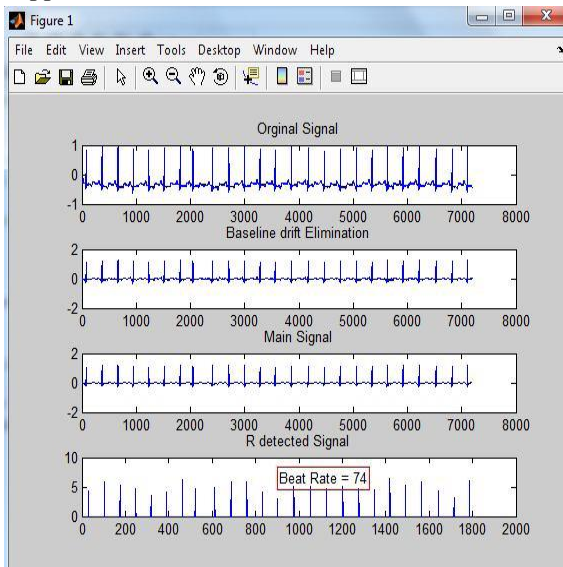 Figure 1
File Edit View Insert Tools Desktop Window Help
Orginal Signal
1
0
-1
0 1000 2000 3000 4000 5000 6000 7000 8000
Baseline drift Elimination
2
0
-2
0 1000 2000 3000 4000 5000 6000 7000 8000
Main Signal
2
0
-2
0 1000 2000 3000 4000 5000 6000 7000 8000
R detected Signal
10
Beat Rate = 74
5
0
0 200 400 600 800 1000 1200 1400 1600 1800 2000